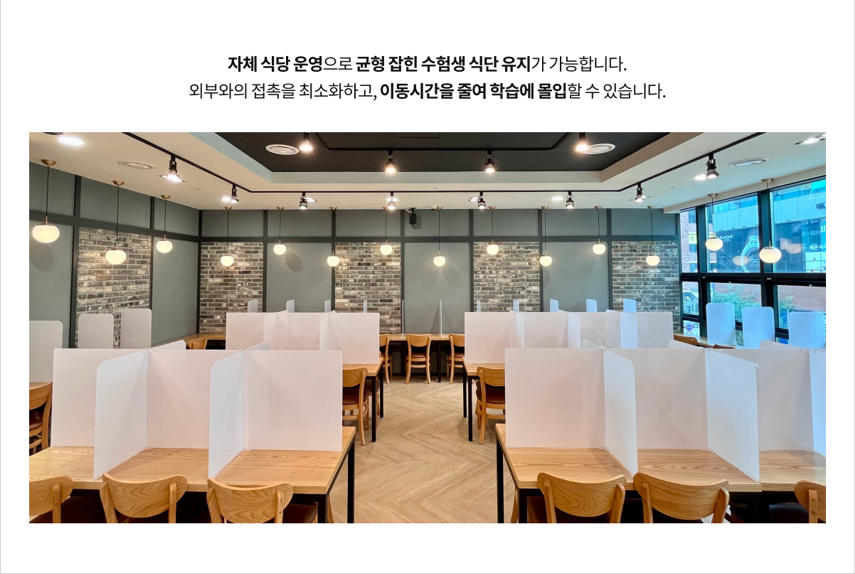 자체 식당 운영으로 균형 잡힌 수험생 식단 유지가 가능합니다.
외부와의 접촉을 최소화하고, 이동시간을 줄여 학습에 몰입할 수 있습니다.